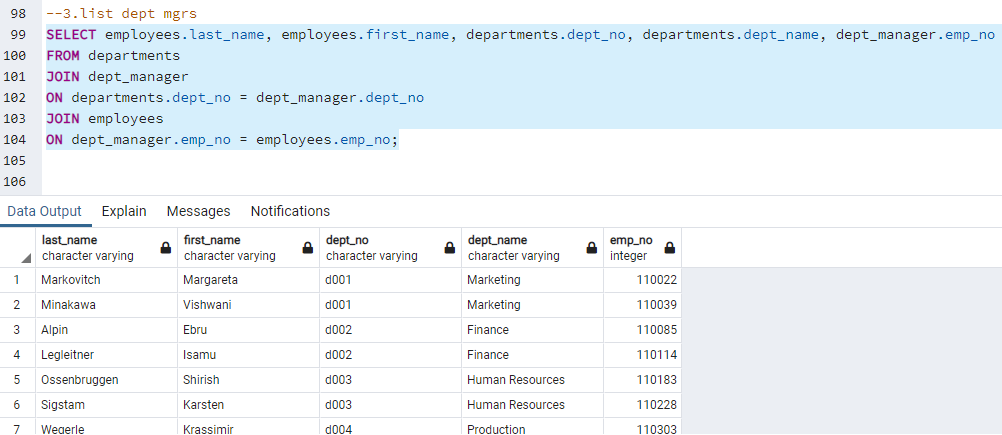 98 --3.list dept mgrs
99 SELECT employees.last_name, employees.first_name, departments.dept_no, departments.dept_name, dept_manager.emp_no
100 FROM departments
101 JOIN dept_manager
102 ON departments.dept_no = dept_manager.dept_no
103 JOIN employees
104 ON dept_manager.emp_no = employees.emp_no;
105
106
Data Output Explain Messages Notifications
last_name first_name dept_no dept_name emp_no
character varying character varying character varying character varying integer
1 Markovitch Margareta d001 Marketing 110022
2 Minakawa Vishwani d001 Marketing 110039
3 Alpin Ebru d002 Finance 110085
4 Legleitner Isamu d002 Finance 110114
5 Ossenbruggen Shirish d003 Human Resources 110183
6 Sigstam Karsten d003 Human Resources 110228
7 Wegerle Krassimir d004 Production 110303